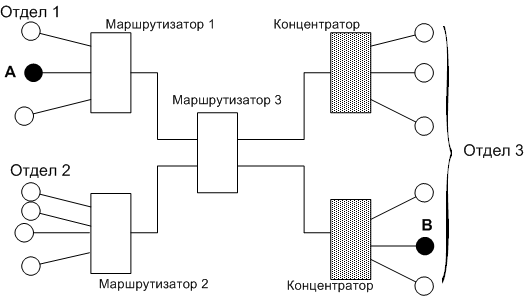 Отдел 1
Маршрутизатор 1
Концентратор
A
Маршрутизатор 3
Отдел 3
Отдел 2
B
Маршрутизатор 2
Концентратор